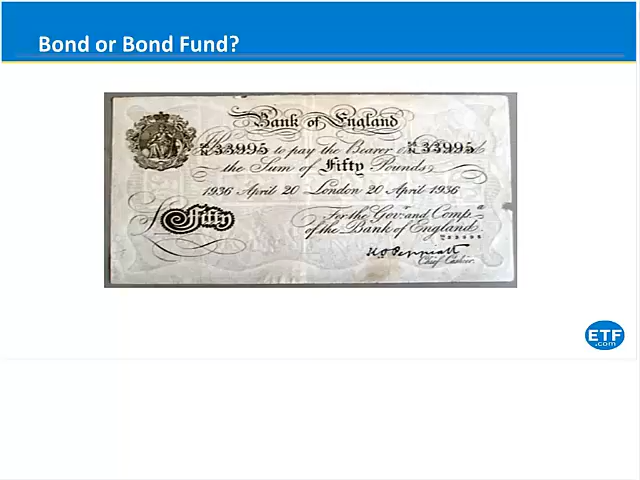 Bond or Bond Fund?
Bank of England
33995 to pay the Bearer 33995
the Sum of Fifty Pounds
1936 April 20 London 20 April 1936
£ Fifty
For the Gov.r and Comp.a
of the Bank of England.
Chief Cashier.
ETF
.com